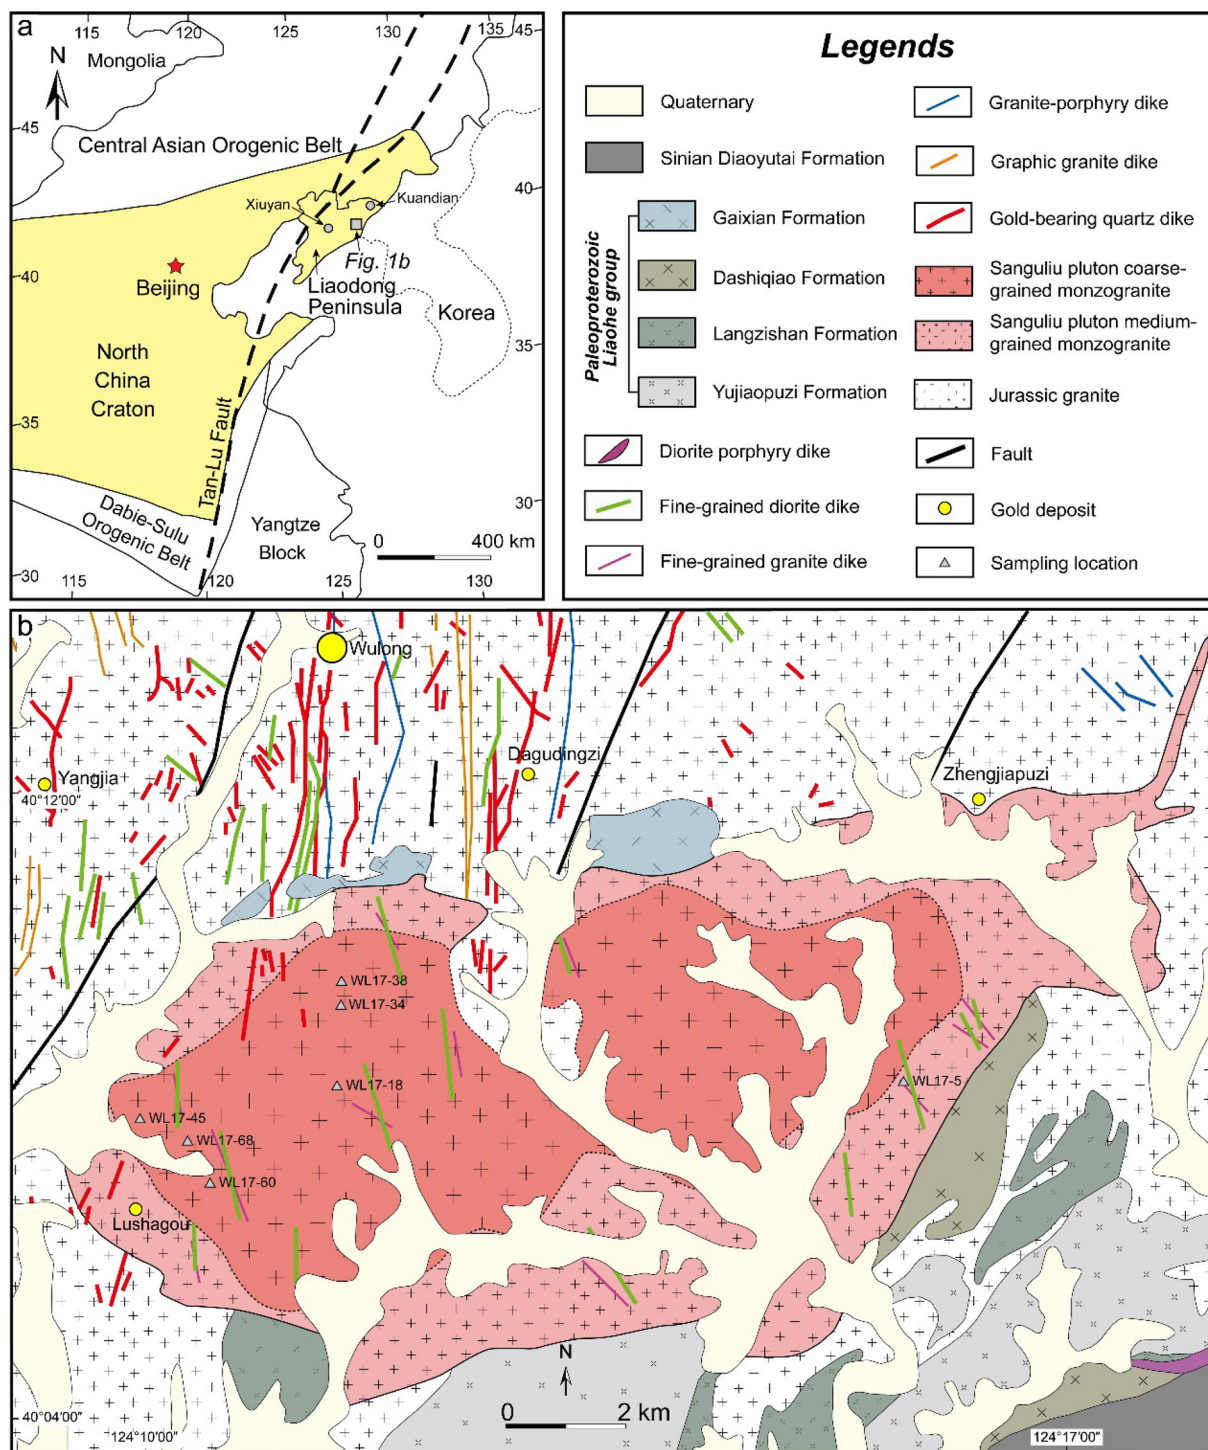 a
115
120
125
130
135
45
N
Mongolia
45
Central Asian Orogenic Belt
40
Xiuyan
Kuandian
Fig. 1b
40
Beijing
Liaodong
Peninsula
Korea
35
North
China
Craton
35
Tan-Lu Fault
30
Dabie-Sulu
Orogenic Belt
Yangtze
Block
0
400 km
30
115
120
125
130
Legends
Quaternary
Sinian Diaoyutai Formation
Paleoproterozoic
Liaohe group
Gaixian Formation
Dashiqiao Formation
Langzishan Formation
Yujiaopuzi Formation
Diorite porphyry dike
Fine-grained diorite dike
Fine-grained granite dike
Granite-porphyry dike
Graphic granite dike
Gold-bearing quartz dike
Sanguliu pluton coarse-
grained monzogranite
Sanguliu pluton medium-
grained monzogranite
Jurassic granite
Fault
Gold deposit
Sampling location
b
Wulong
Dagudingzi
Yangjia
40°12′00″
Zhengjiapuzi
WL17-38
WL17-34
WL17-18
WL17-5
WL17-45
WL17-68
WL17-60
Lushagou
N
0
2 km
40°04′00″
124°10′00″
124°17′00″